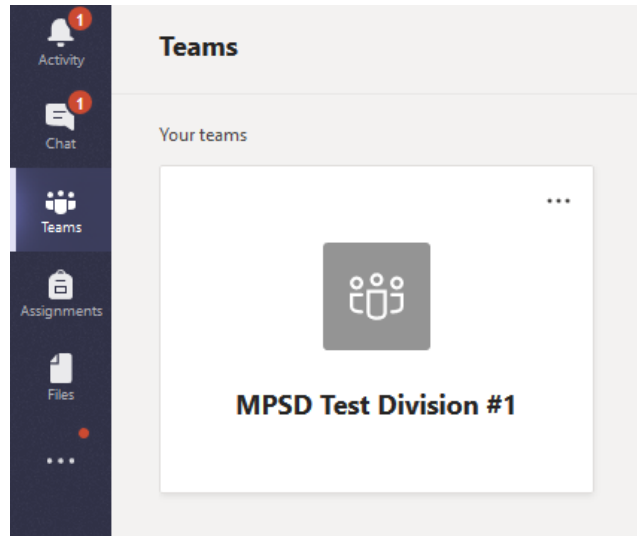 1
Activity
1
Chat
Teams
Assignments
Files
...
Teams
Your teams
...
MPSD Test Division #1